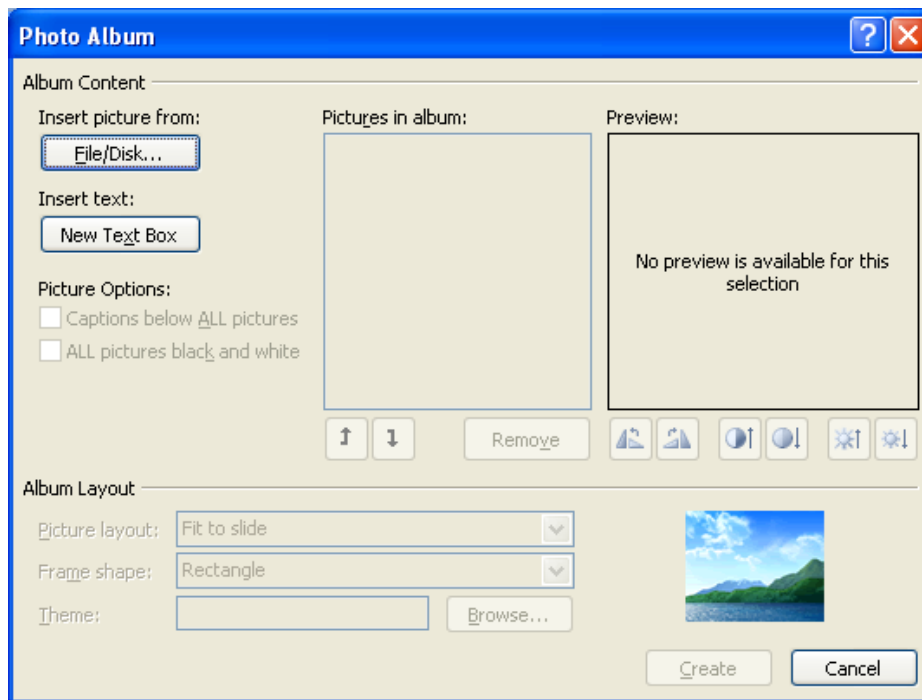 Photo Album
Album Content
Insert picture from:
File/Disk...
Insert text:
New Text Box
Picture Options:
Captions below ALL pictures
ALL pictures black and white
Pictures in album:
Remove
Preview:
No preview is available for this
selection
Album Layout
Picture layout: Fit to slide
Frame shape: Rectangle
Theme:
Browse...
Create
Cancel